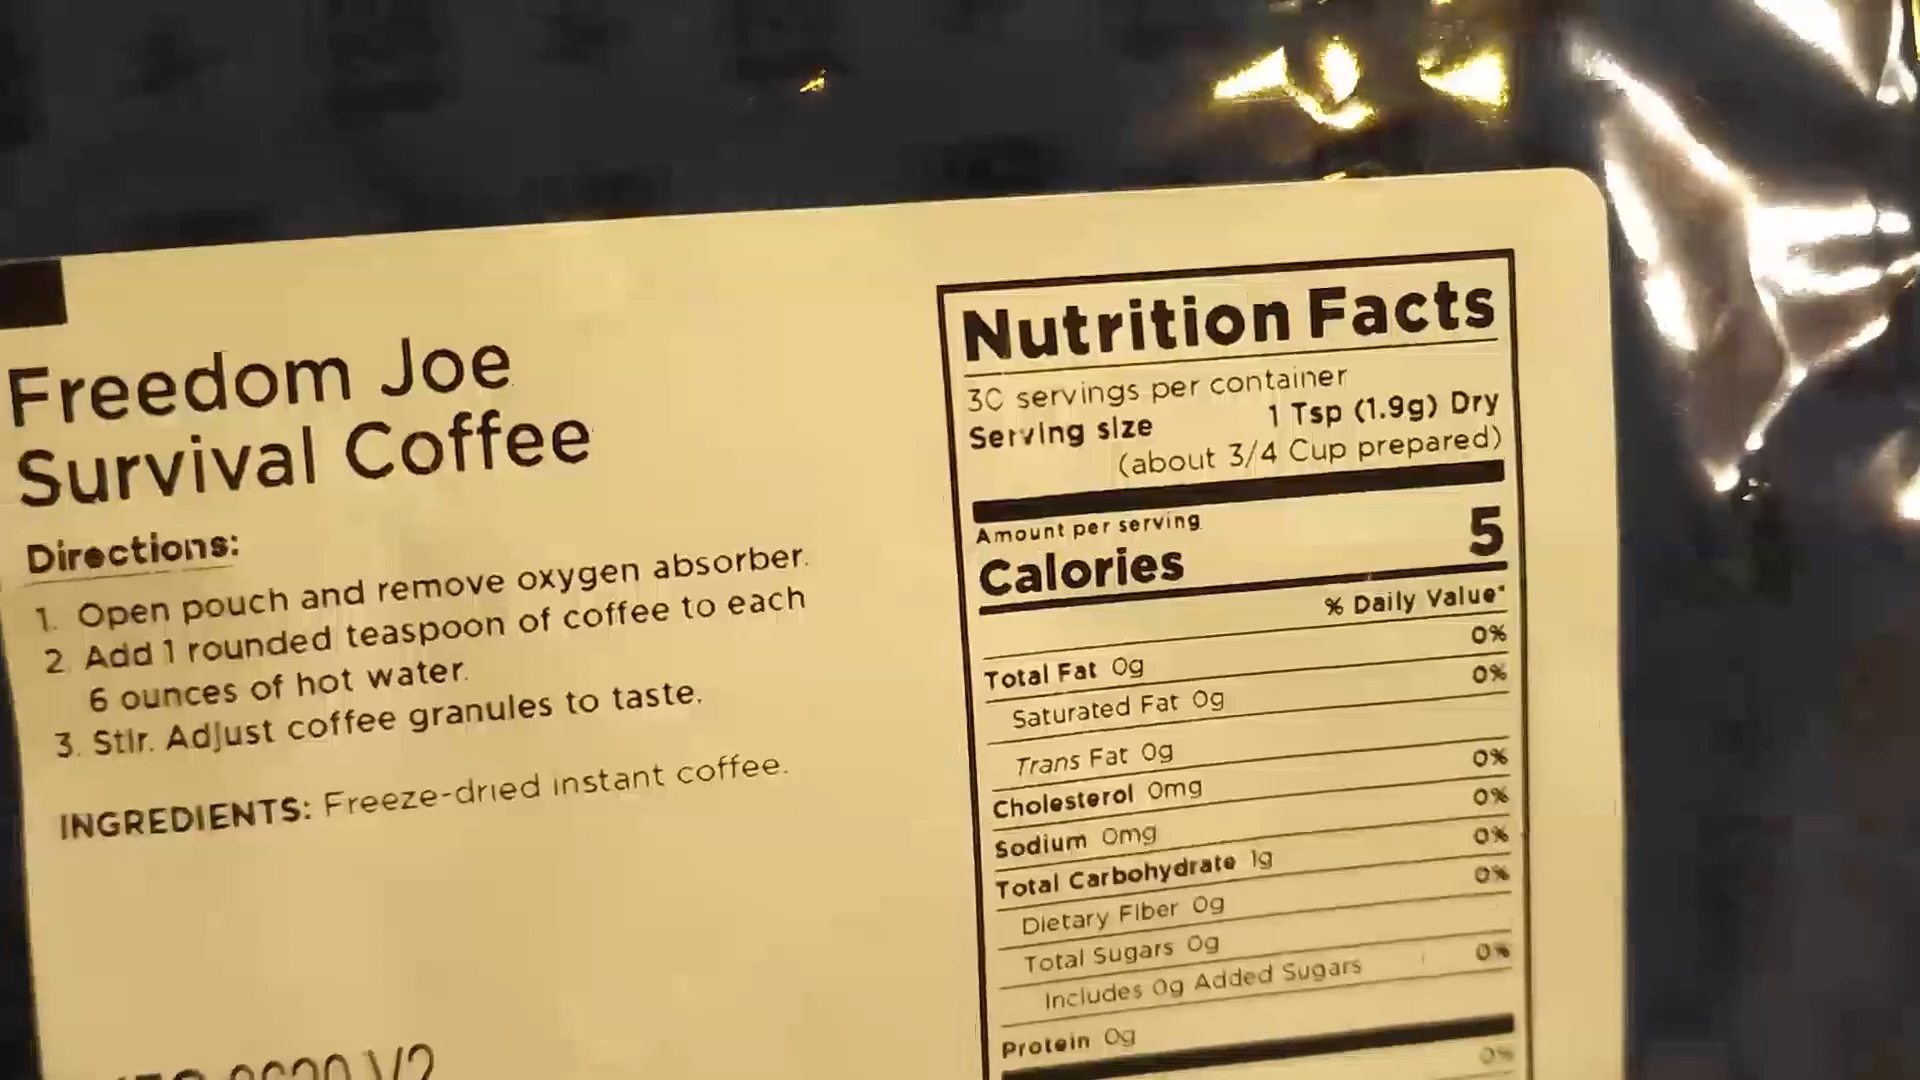 Freedom Joe
Survival Coffee
Directions:
1. Open pouch and remove oxygen absorber.
2. Add 1 rounded teaspoon of coffee to each
6 ounces of hot water.
3. Stir. Adjust coffee granules to taste.
INGREDIENTS: Freeze-dried instant coffee.
Nutrition Facts
30 servings per container
Serving size 1 Tsp (1.9g) Dry
(about 3/4 Cup prepared)
Amount per serving
Calories 5
% Daily Value*
Total Fat 0g 0%
Saturated Fat 0g 0%
Trans Fat 0g
Cholesterol 0mg 0%
Sodium 0mg 0%
Total Carbohydrate 1g 0%
Dietary Fiber 0g 0%
Total Sugars 0g
Includes 0g Added Sugars 0%
Protein 0g
0%